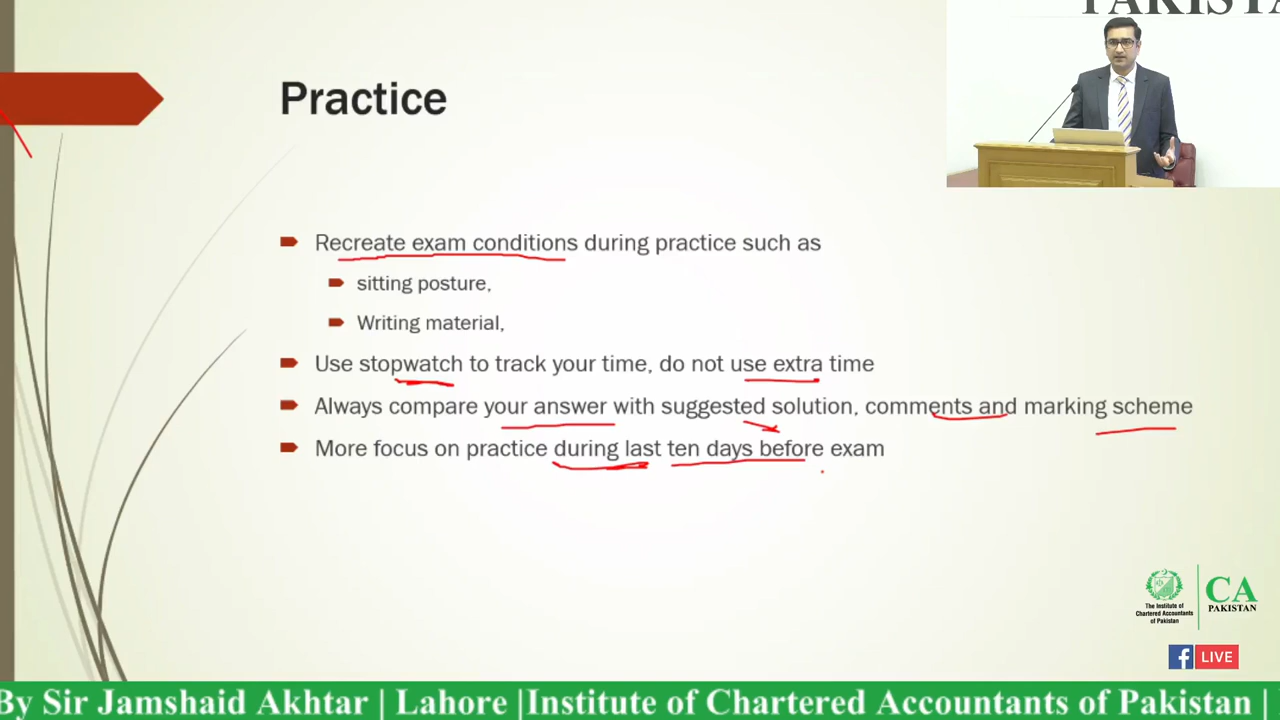 PAKISTA
Practice
Recreate exam conditions during practice such as
sitting posture,
Writing material,
Use stopwatch to track your time, do not use extra time
Always compare your answer with suggested solution, comments and marking scheme
More focus on practice during last ten days before exam
The Institute of
Chartered Accountants
of Pakistan
CA
PAKISTAN
f LIVE
By Sir Jamshaid Akhtar | Lahore |Institute of Chartered Accountants of Pakistan |